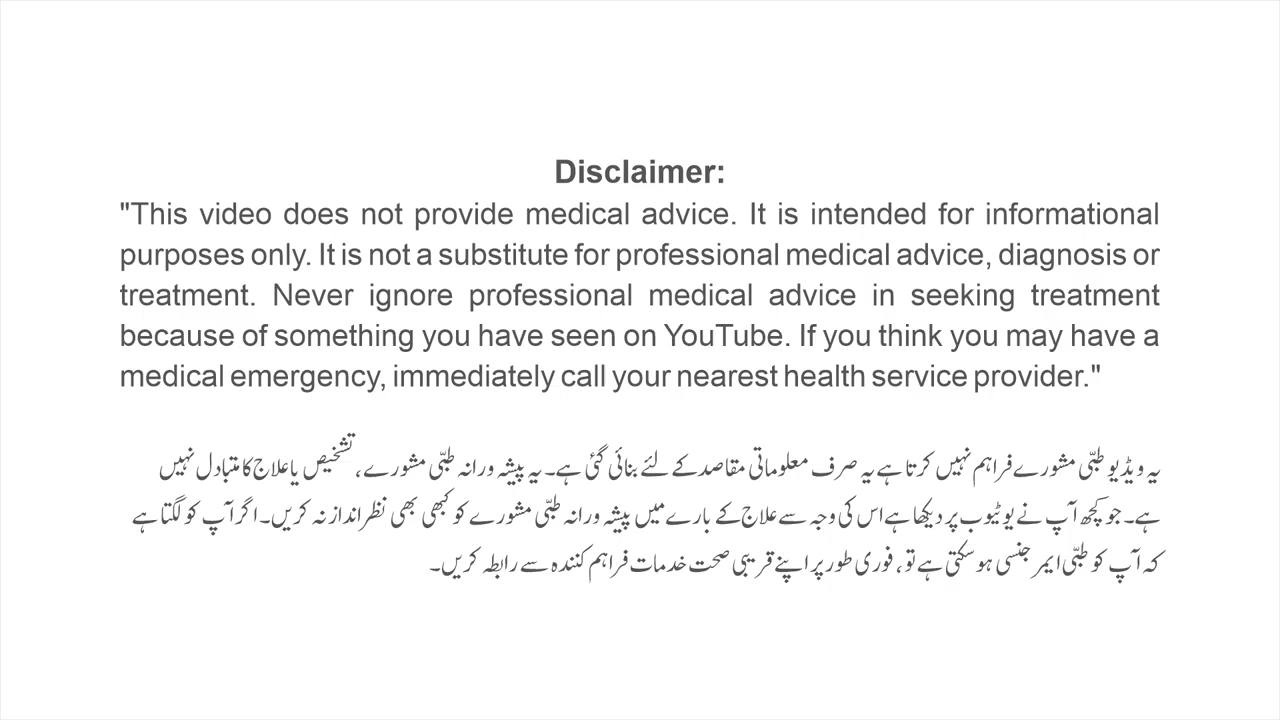 Disclaimer:
"This video does not provide medical advice. It is intended for informational
purposes only. It is not a substitute for professional medical advice, diagnosis or
treatment. Never ignore professional medical advice in seeking treatment
because of something you have seen on YouTube. If you think you may have a
medical emergency, immediately call your nearest health service provider."
یہ ویڈیو طبّی مشورے فراہم نہیں کرتا ہے یہ صرف معلوماتی مقاصد کے لئے بنائی گئی ہے۔ یہ پیشہ ورانہ طبّی مشورے، تشخیص یا علاج کا متبادل نہیں
ہے۔ جو کچھ آپ نے یوٹیوب پر دیکھا ہے اس کی وجہ سے علاج کے بارے میں پیشہ ورانہ طبّی مشورے کو کبھی بھی نظر انداز نہ کریں۔ اگر آپ کو لگتا ہے
کہ آپ کو طبّی ایمرجنسی ہو سکتی ہے تو، فوری طور پر اپنے قریبی صحت خدمات فراہم کنندہ سے رابطہ کریں۔